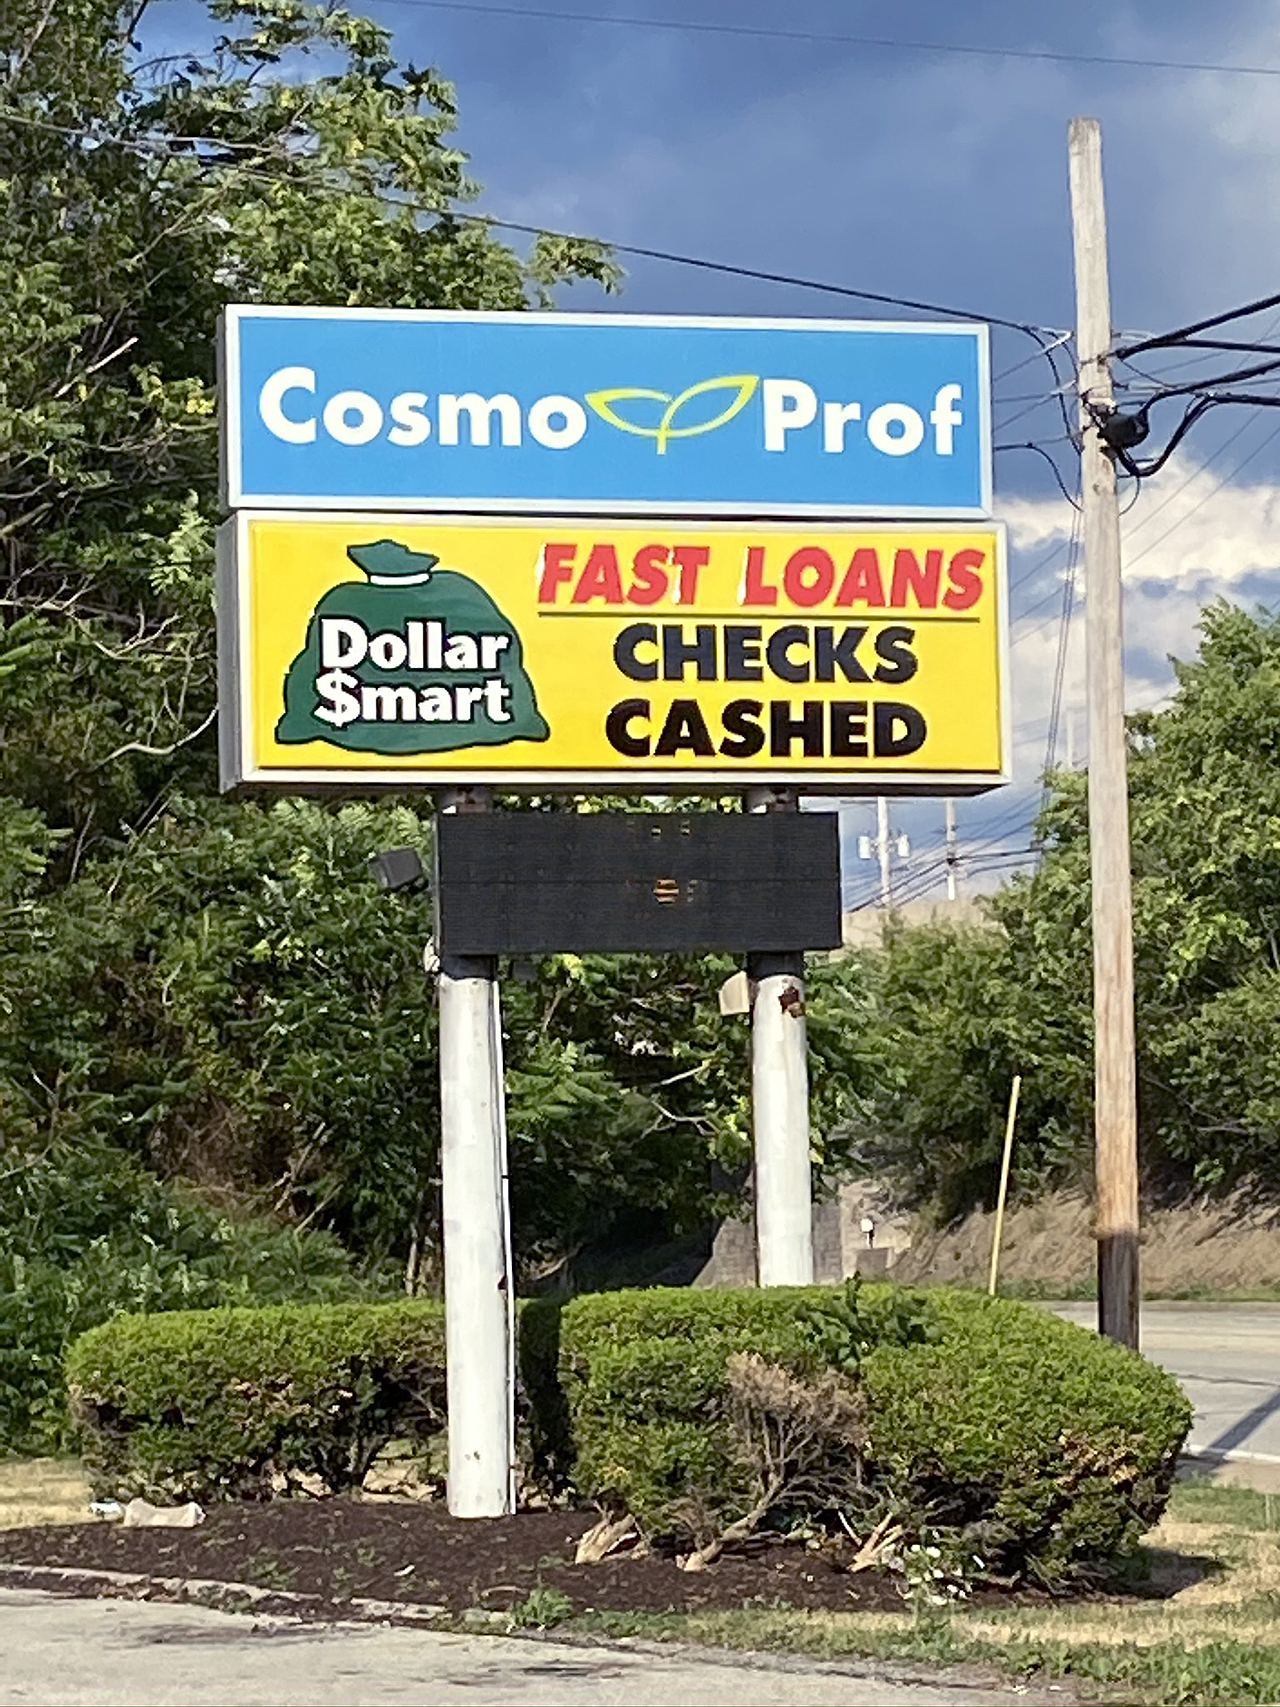 Cosmo Prof
Dollar
$mart
FAST LOANS
CHECKS
CASHED